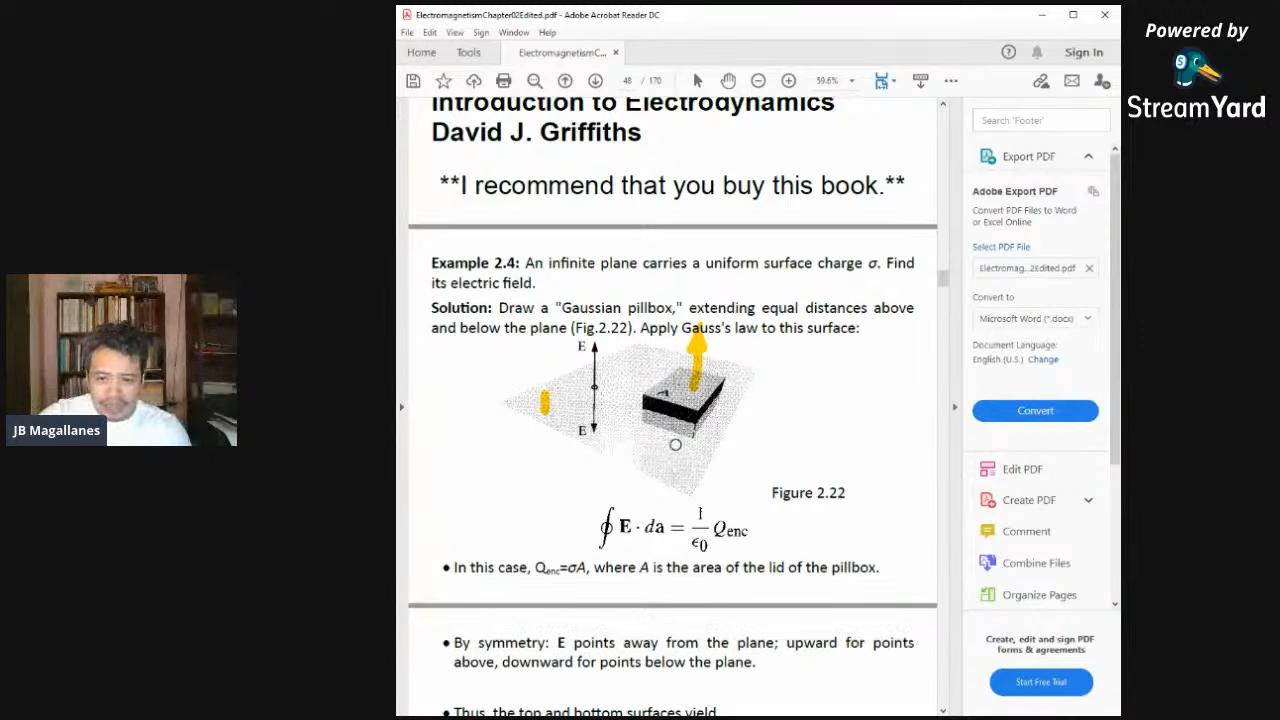 ElectromagnetismChapter02Edited.pdf - Adobe Acrobat Reader DC
File Edit View Sign Window Help
Home Tools ElectromagnetismC... × Sign In
48 / 170 59.6%
Powered by
StreamYard
Introduction to Electrodynamics
David J. Griffiths
**I recommend that you buy this book.**
Example 2.4: An infinite plane carries a uniform surface charge σ. Find
its electric field.
Solution: Draw a "Gaussian pillbox," extending equal distances above
and below the plane (Fig.2.22). Apply Gauss's law to this surface:
E
E
Figure 2.22
∮ E · da = 1/ϵ0 Qenc
• In this case, Qenc=σA, where A is the area of the lid of the pillbox.
• By symmetry: E points away from the plane; upward for points
above, downward for points below the plane.
• Thus, the top and bottom surfaces yield
JB Magallanes
Search 'Footer'
Export PDF
Adobe Export PDF
Convert PDF Files to Word
or Excel Online
Select PDF File
Electromag...2Edited.pdf
Convert to
Microsoft Word (*.docx)
Document Language:
English (U.S.) Change
Convert
Edit PDF
Create PDF
Comment
Combine Files
Organize Pages
Create, edit and sign PDF
forms & agreements
Start Free Trial